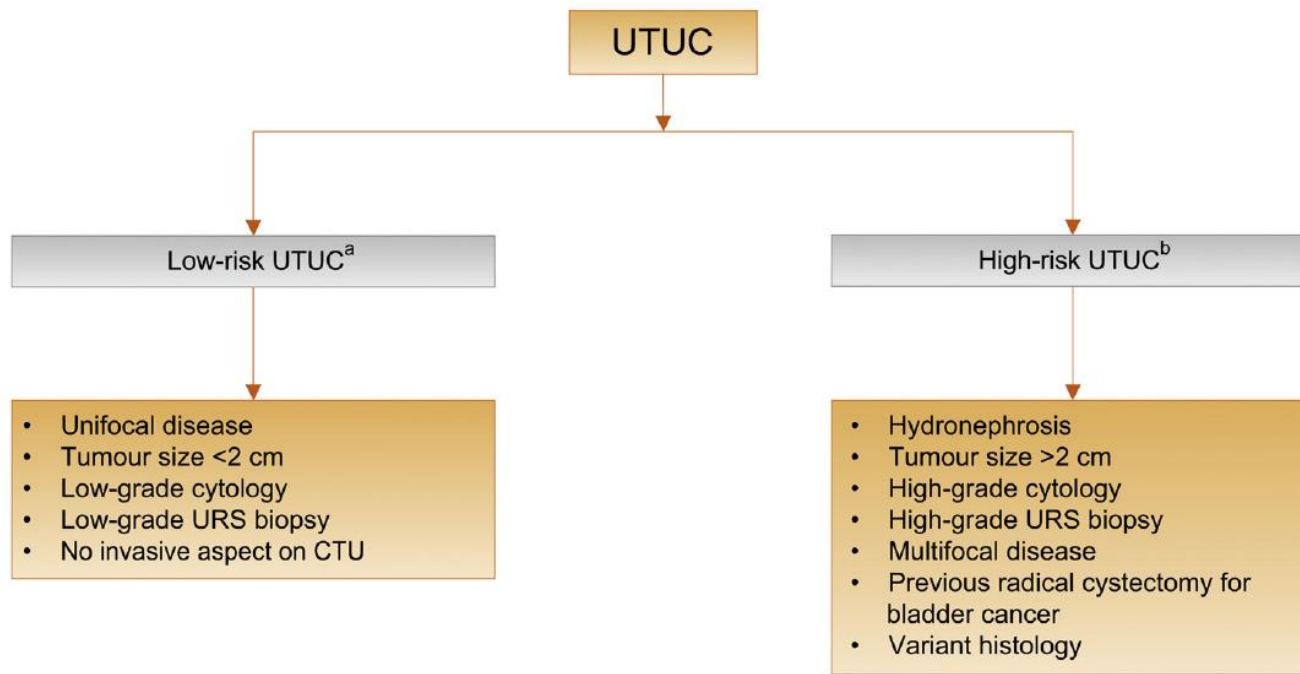 UTUC
Low-risk UTUCa
High-risk UTUCb
• Unifocal disease
• Tumour size <2 cm
• Low-grade cytology
• Low-grade URS biopsy
• No invasive aspect on CTU
• Hydronephrosis
• Tumour size >2 cm
• High-grade cytology
• High-grade URS biopsy
• Multifocal disease
• Previous radical cystectomy for
bladder cancer
• Variant histology